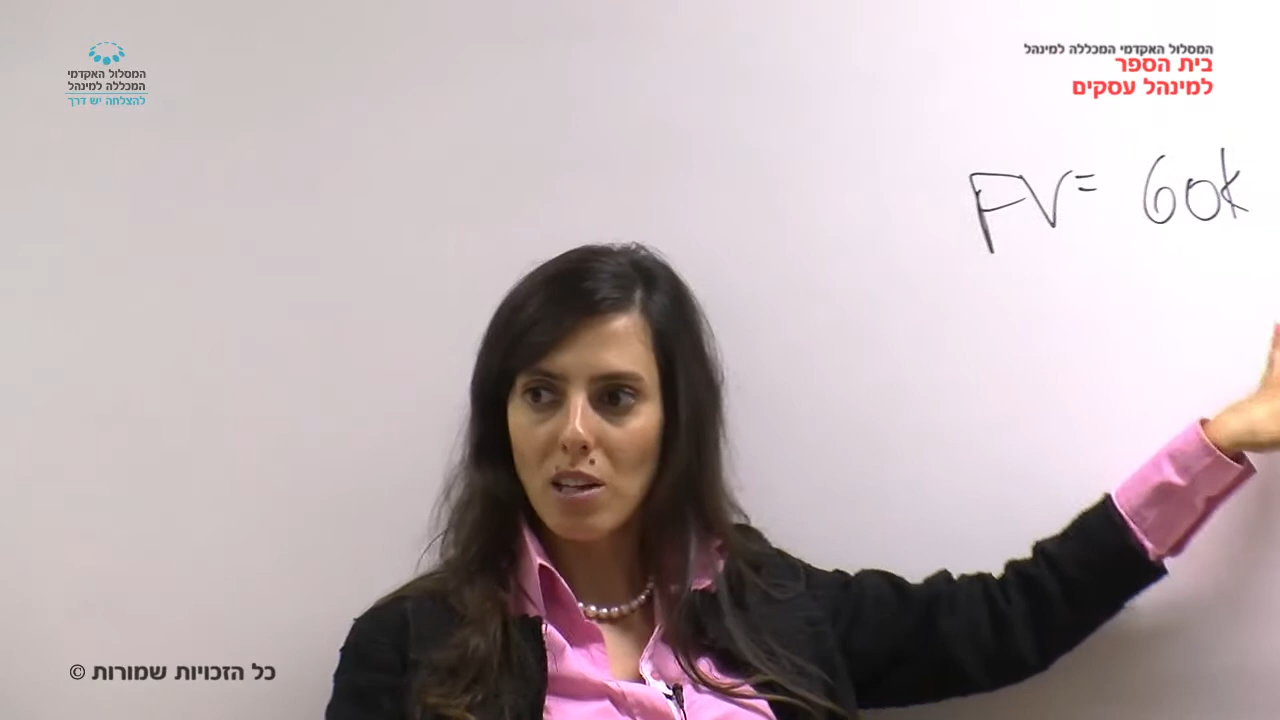 המסלול האקדמי
המכללה למינהל
להצלחה יש דרך
המסלול האקדמי המכללה למינהל
בית הספר
למינהל עסקים
FV= 60k
כל הזכויות שמורות ©